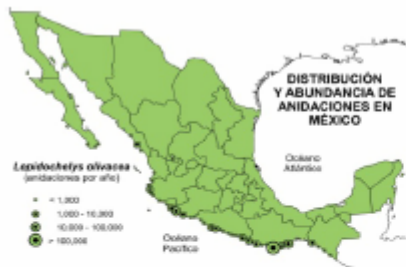 DISTRIBUCIÓN
Y ABUNDANCIA DE
ANIDACIONES EN
MÉXICO
Océano
Atlántico
Lepidochelys olivacea
(anidaciones por año)
< 1,000
1,000 - 10,000
10,000 - 100,000
> 100,000
Océano
Pacífico